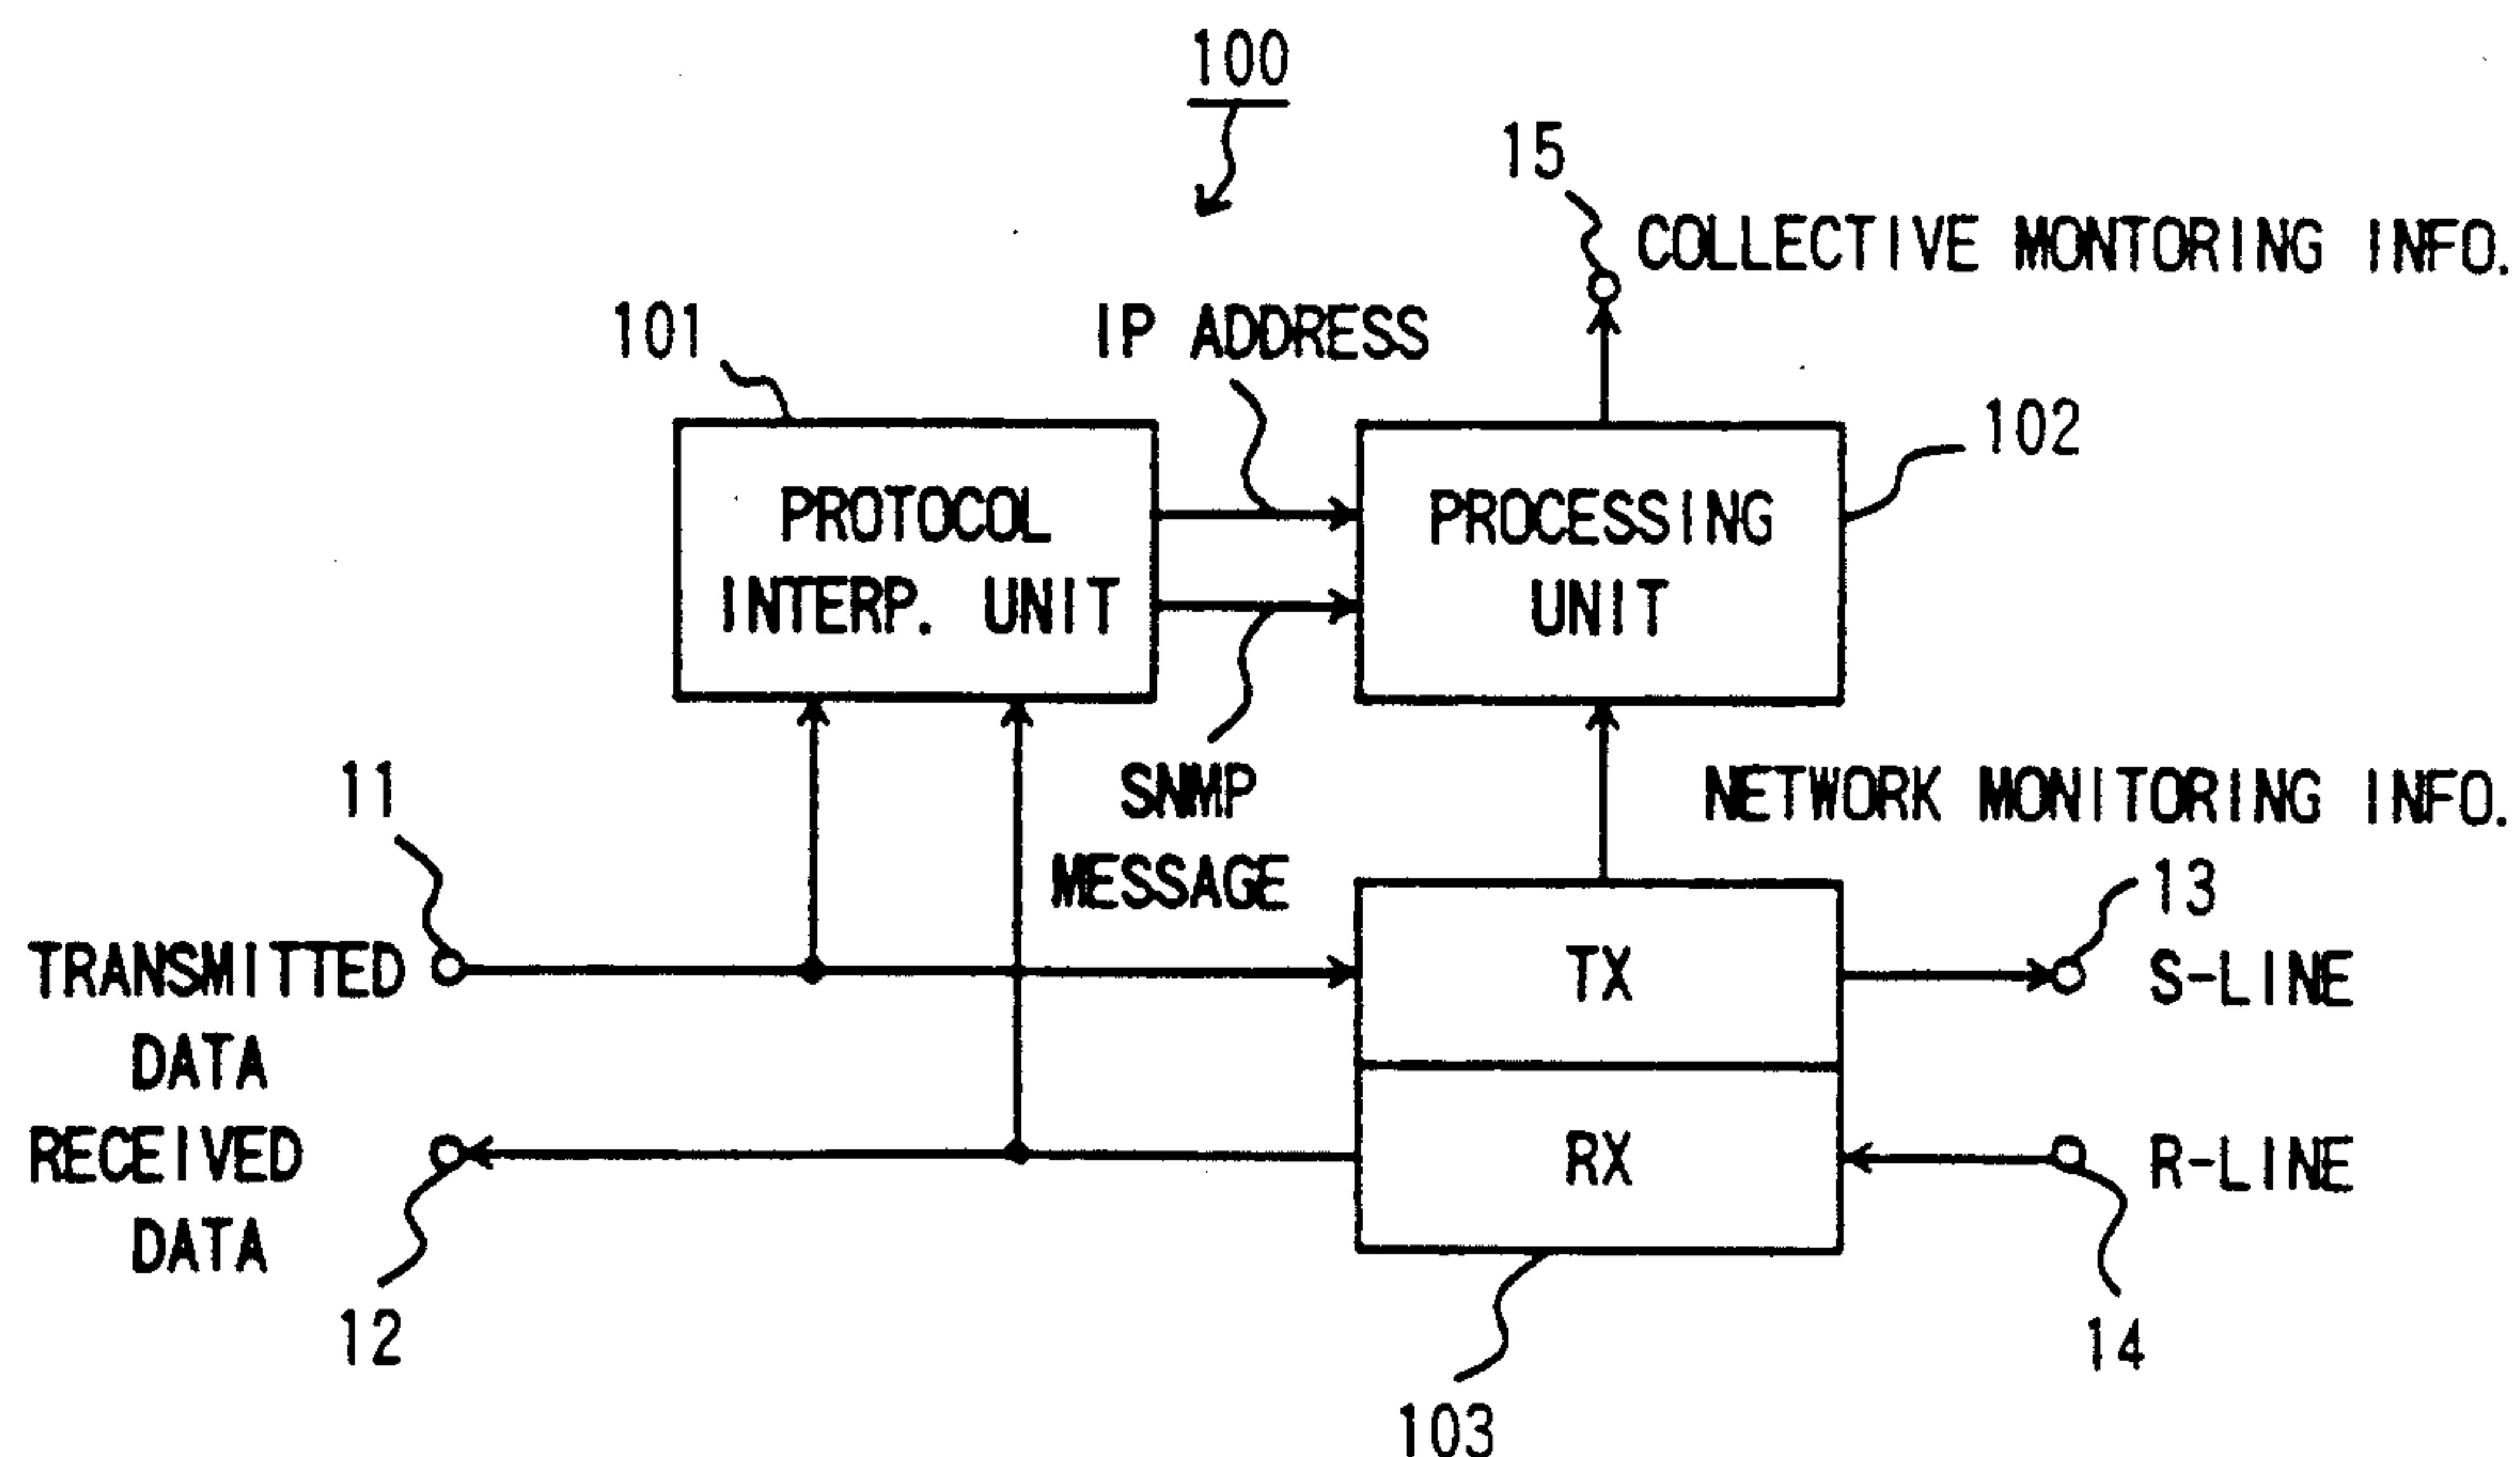 100
15
COLLECTIVE MONTORING INFO.
101
IP ADDRESS
102
PROTOCOL
INTERP. UNIT
PROCESSING
UNIT
11
SNMP
MESSAGE
NETWORK MONITORING INFO.
13
TRANSMITTED
DATA
TX
S-LINE
RECEIVED
DATA
RX
R-LINE
12
14
103